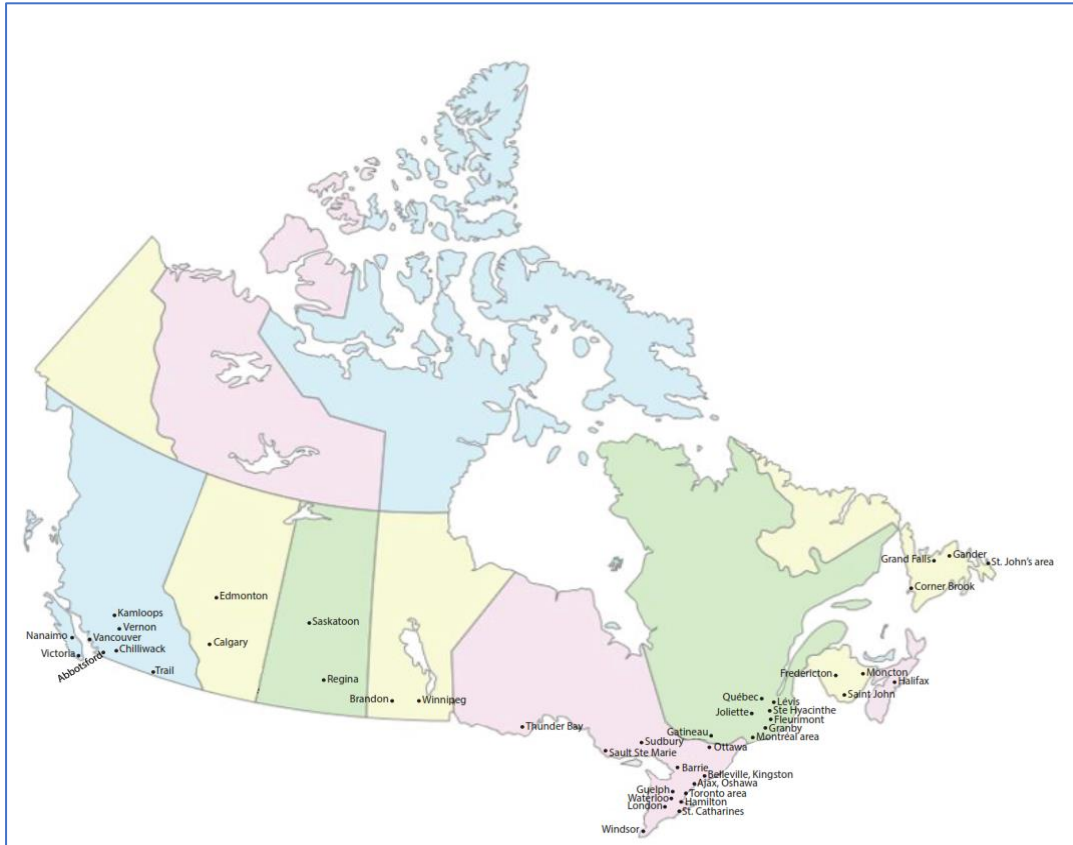 Edmonton
Kamloops
Vernon
Nanaimo
Vancouver
Calgary
Victoria
Abbotsford
Chilliwack
Trail
Saskatoon
Regina
Brandon
Winnipeg
Thunder Bay
Sudbury
Sault Ste Marie
Gatineau
Ottawa
Barrie
Belleville, Kingston
Ajax, Oshawa
Guelph
Toronto area
Waterloo
Hamilton
London
St. Catharines
Windsor
Québec
Lévis
Joliette
Ste Hyacinthe
Fleurimont
Granby
Montréal area
Fredericton
Moncton
Halifax
Saint John
Grand Falls
Gander
St. John's area
Corner Brook